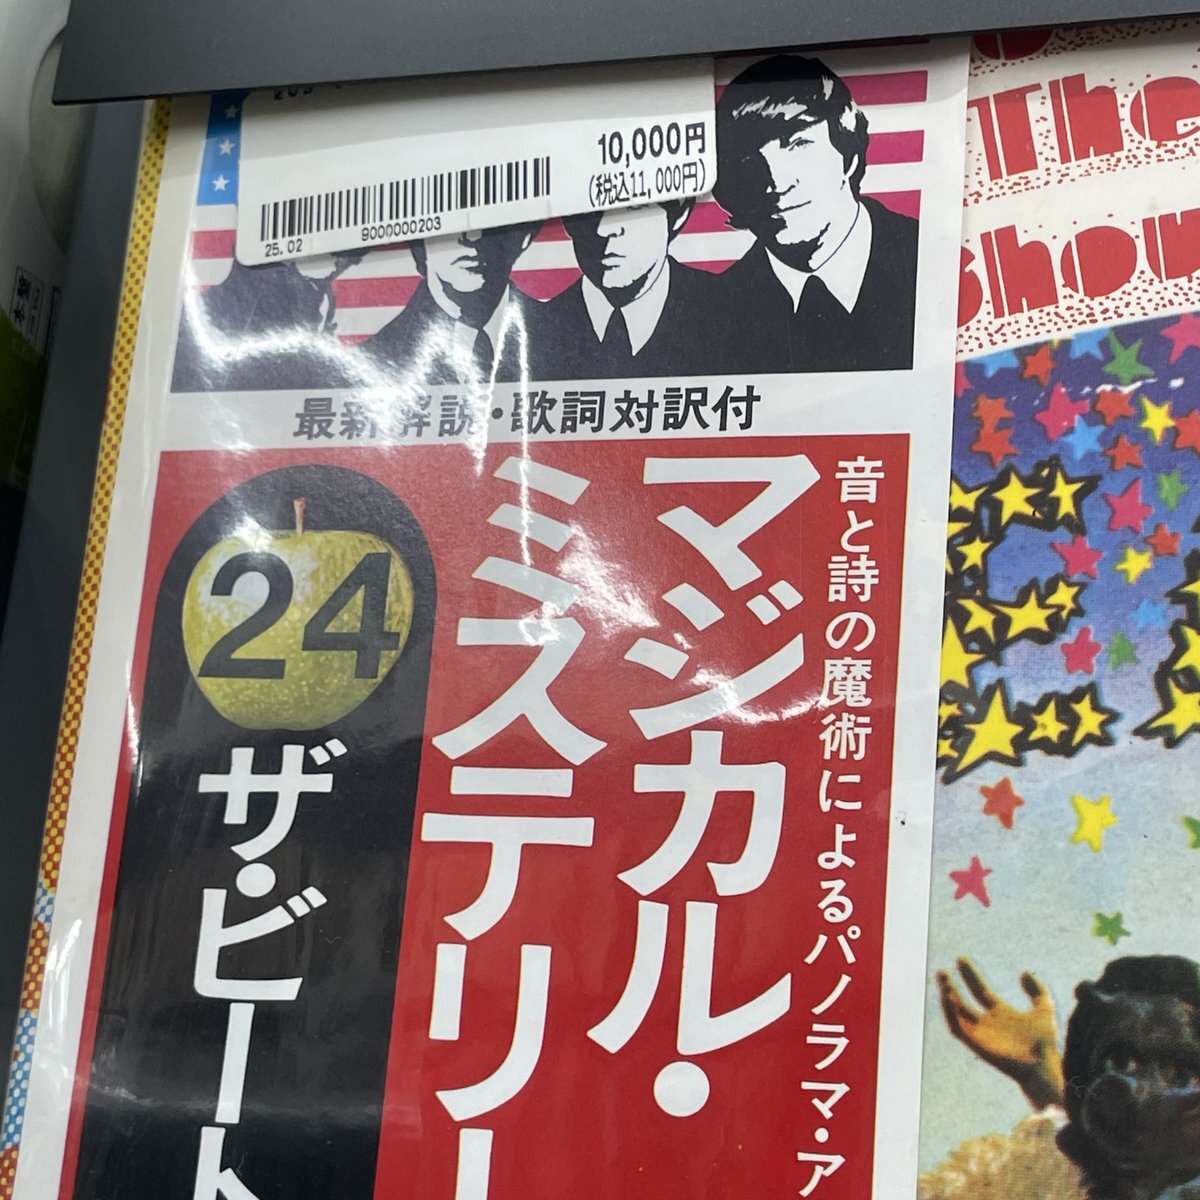 10,000円
(税込11,000円)
25.02
9000000203
The
最新解説・歌詞対訳付
音と詩の魔術によるパノラマ・ア
マジカル・
ミステリー
24
ザ・ビート